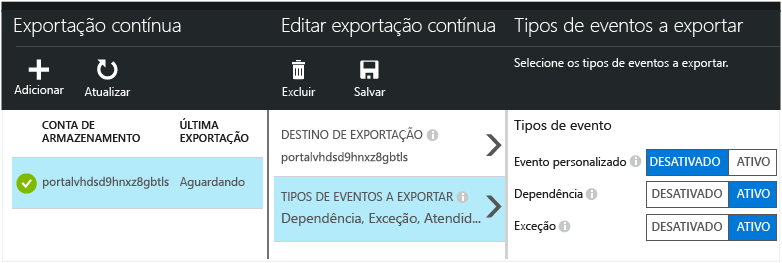 Exportação contínua
Adicionar
Atualizar
CONTA DE
ARMAZENAMENTO
ÚLTIMA
EXPORTAÇÃO
portalvhdsd9hnxz8gbtls
Aguardando
Editar exportação contínua
Excluir
Salvar
DESTINO DE EXPORTAÇÃO
portalvhdsd9hnxz8gbtls
TIPOS DE EVENTOS A EXPORTAR
Dependência, Exceção, Atendid...
Tipos de eventos a exportar
Selecione os tipos de eventos a exportar.
Tipos de evento
Evento personalizado DESATIVADO ATIVO
Dependência DESATIVADO ATIVO
Exceção DESATIVADO ATIVO